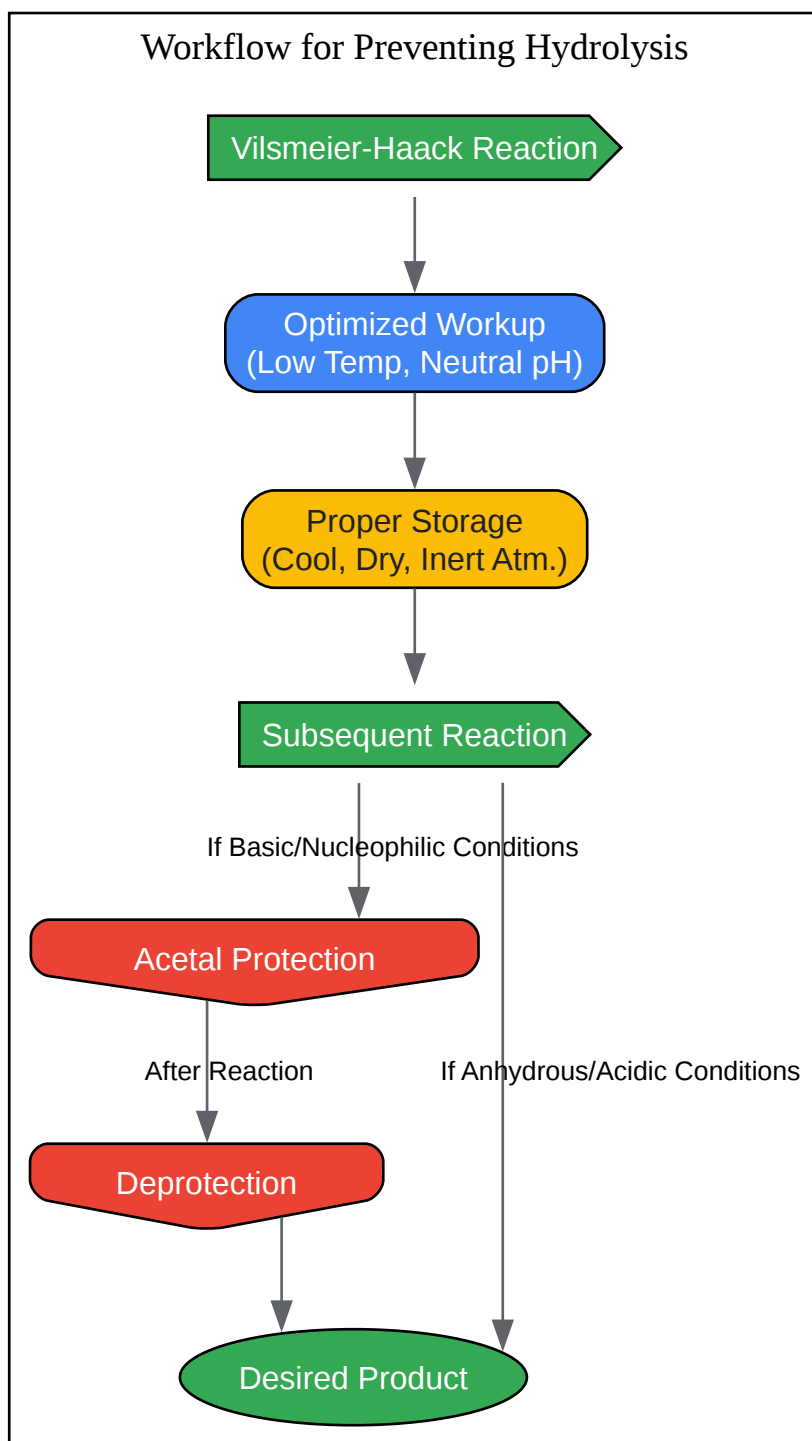 Workflow for Preventing Hydrolysis
Vilsmeier-Haack Reaction
Optimized Workup
(Low Temp, Neutral pH)
Proper Storage
(Cool, Dry, Inert Atm.)
Subsequent Reaction
If Basic/Nucleophilic Conditions
Acetal Protection
After Reaction
If Anhydrous/Acidic Conditions
Deprotection
Desired Product